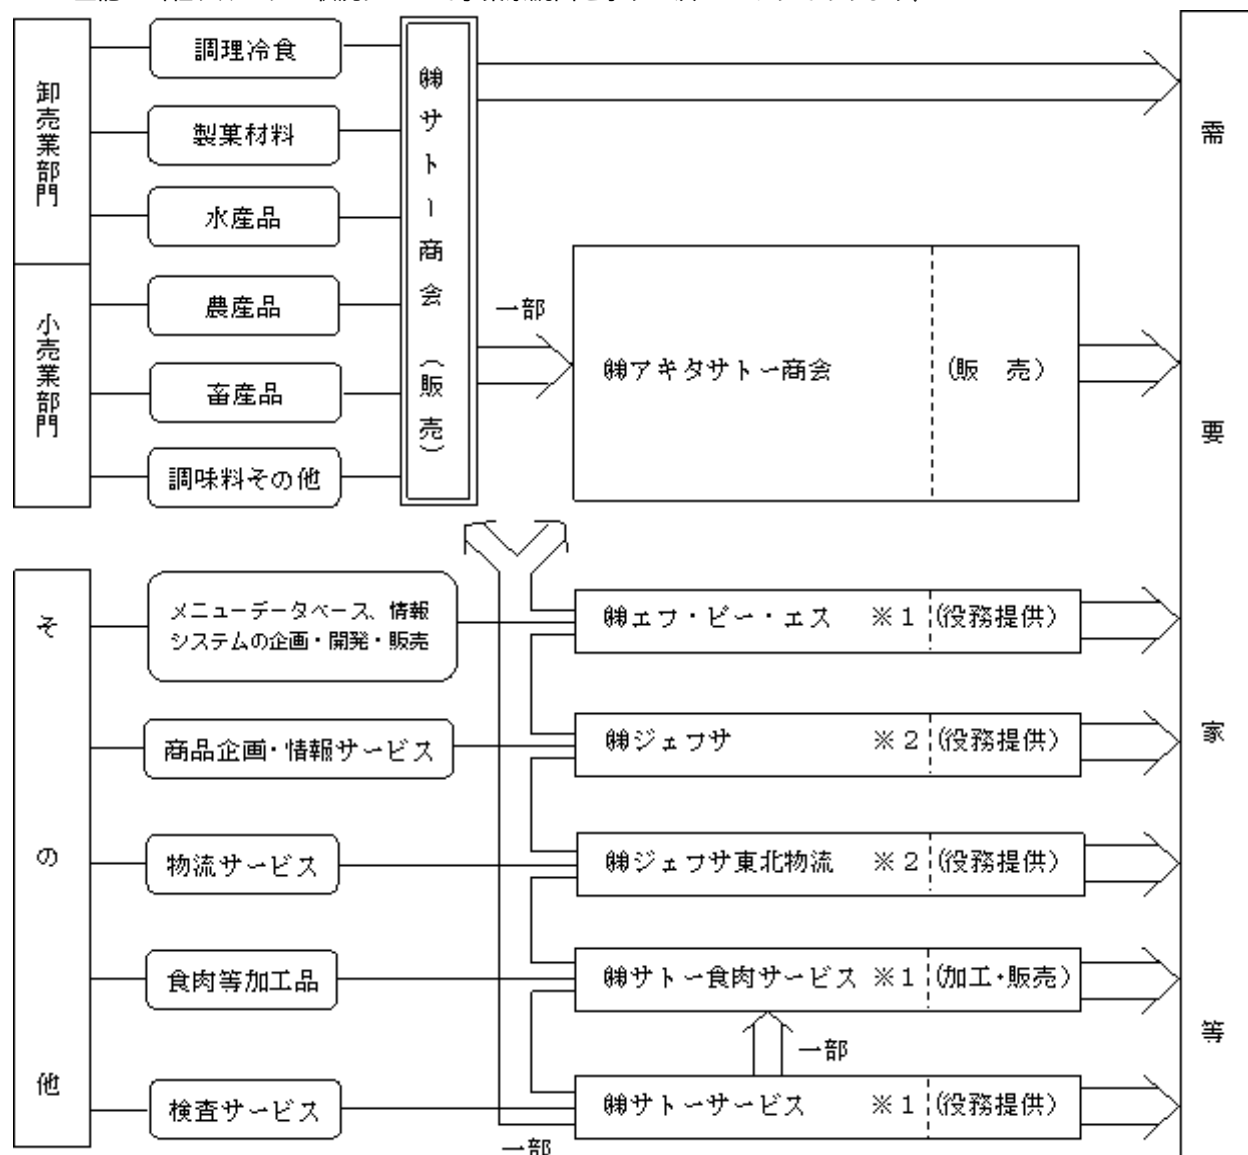 卸売業部門
調理冷食
製菓材料
水産品
小売業部門
農産品
畜産品
調味料その他
㈱サトー商会(販売)
一部
㈱アキタサトー商会 (販 売)
需要家等
その他
メニューデータベース、情報
システムの企画・開発・販売
㈱エフ・ピー・エス ※1 (役務提供)
商品企画・情報サービス
㈱ジェフサ ※2 (役務提供)
物流サービス
㈱ジェフサ東北物流 ※2 (役務提供)
食肉等加工品
㈱サトー食肉サービス ※1 (加工・販売)
一部
検査サービス
㈱サトーサービス ※1 (役務提供)
一部